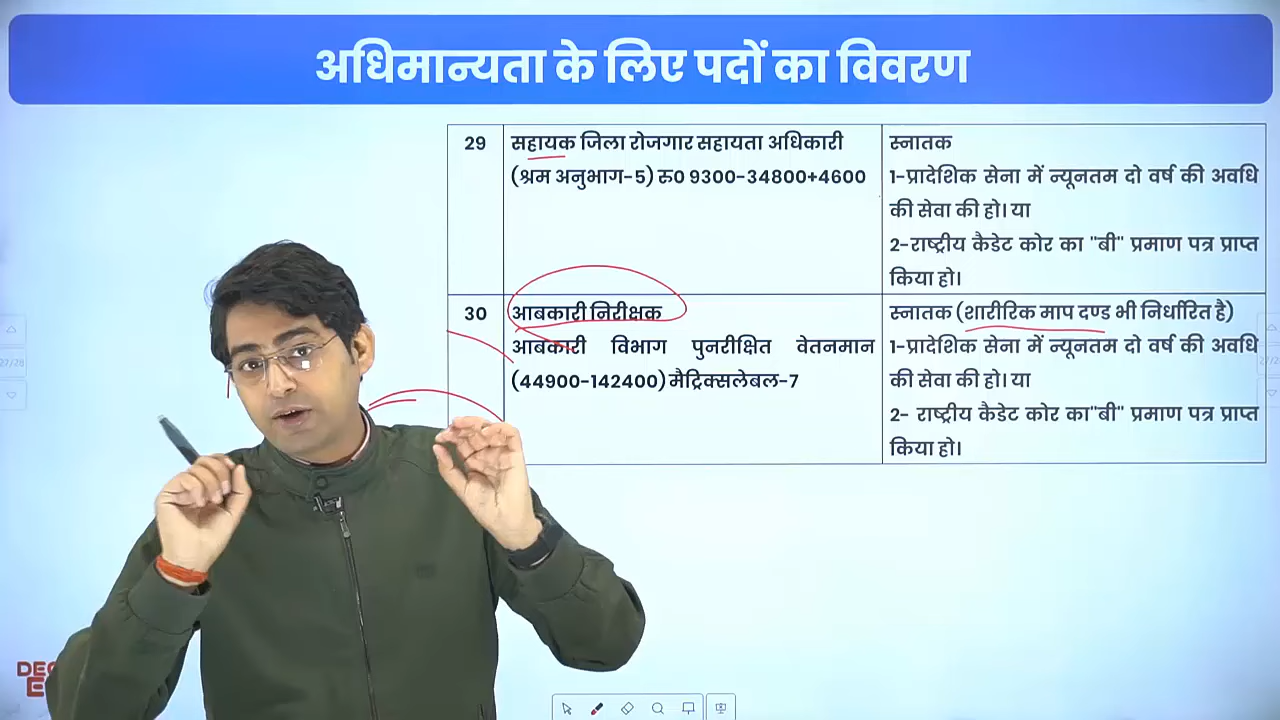 अधिमान्यता के लिए पदों का विवरण
29
सहायक जिला रोजगार सहायता अधिकारी
(श्रम अनुभाग-5) रु0 9300-34800+4600
स्नातक
1-प्रादेशिक सेना में न्यूनतम दो वर्ष की अवधि
की सेवा की हो। या
2-राष्ट्रीय कैडेट कोर का "बी" प्रमाण पत्र प्राप्त
किया हो।
30
आबकारी निरीक्षक
आबकारी विभाग पुनरीक्षित वेतनमान
(44900-142400) मैट्रिक्सलेबल-7
स्नातक (शारीरिक माप दण्ड भी निर्धारित है)
1-प्रादेशिक सेना में न्यूनतम दो वर्ष की अवधि
की सेवा की हो। या
2- राष्ट्रीय कैडेट कोर का"बी" प्रमाण पत्र प्राप्त
किया हो।
27/28